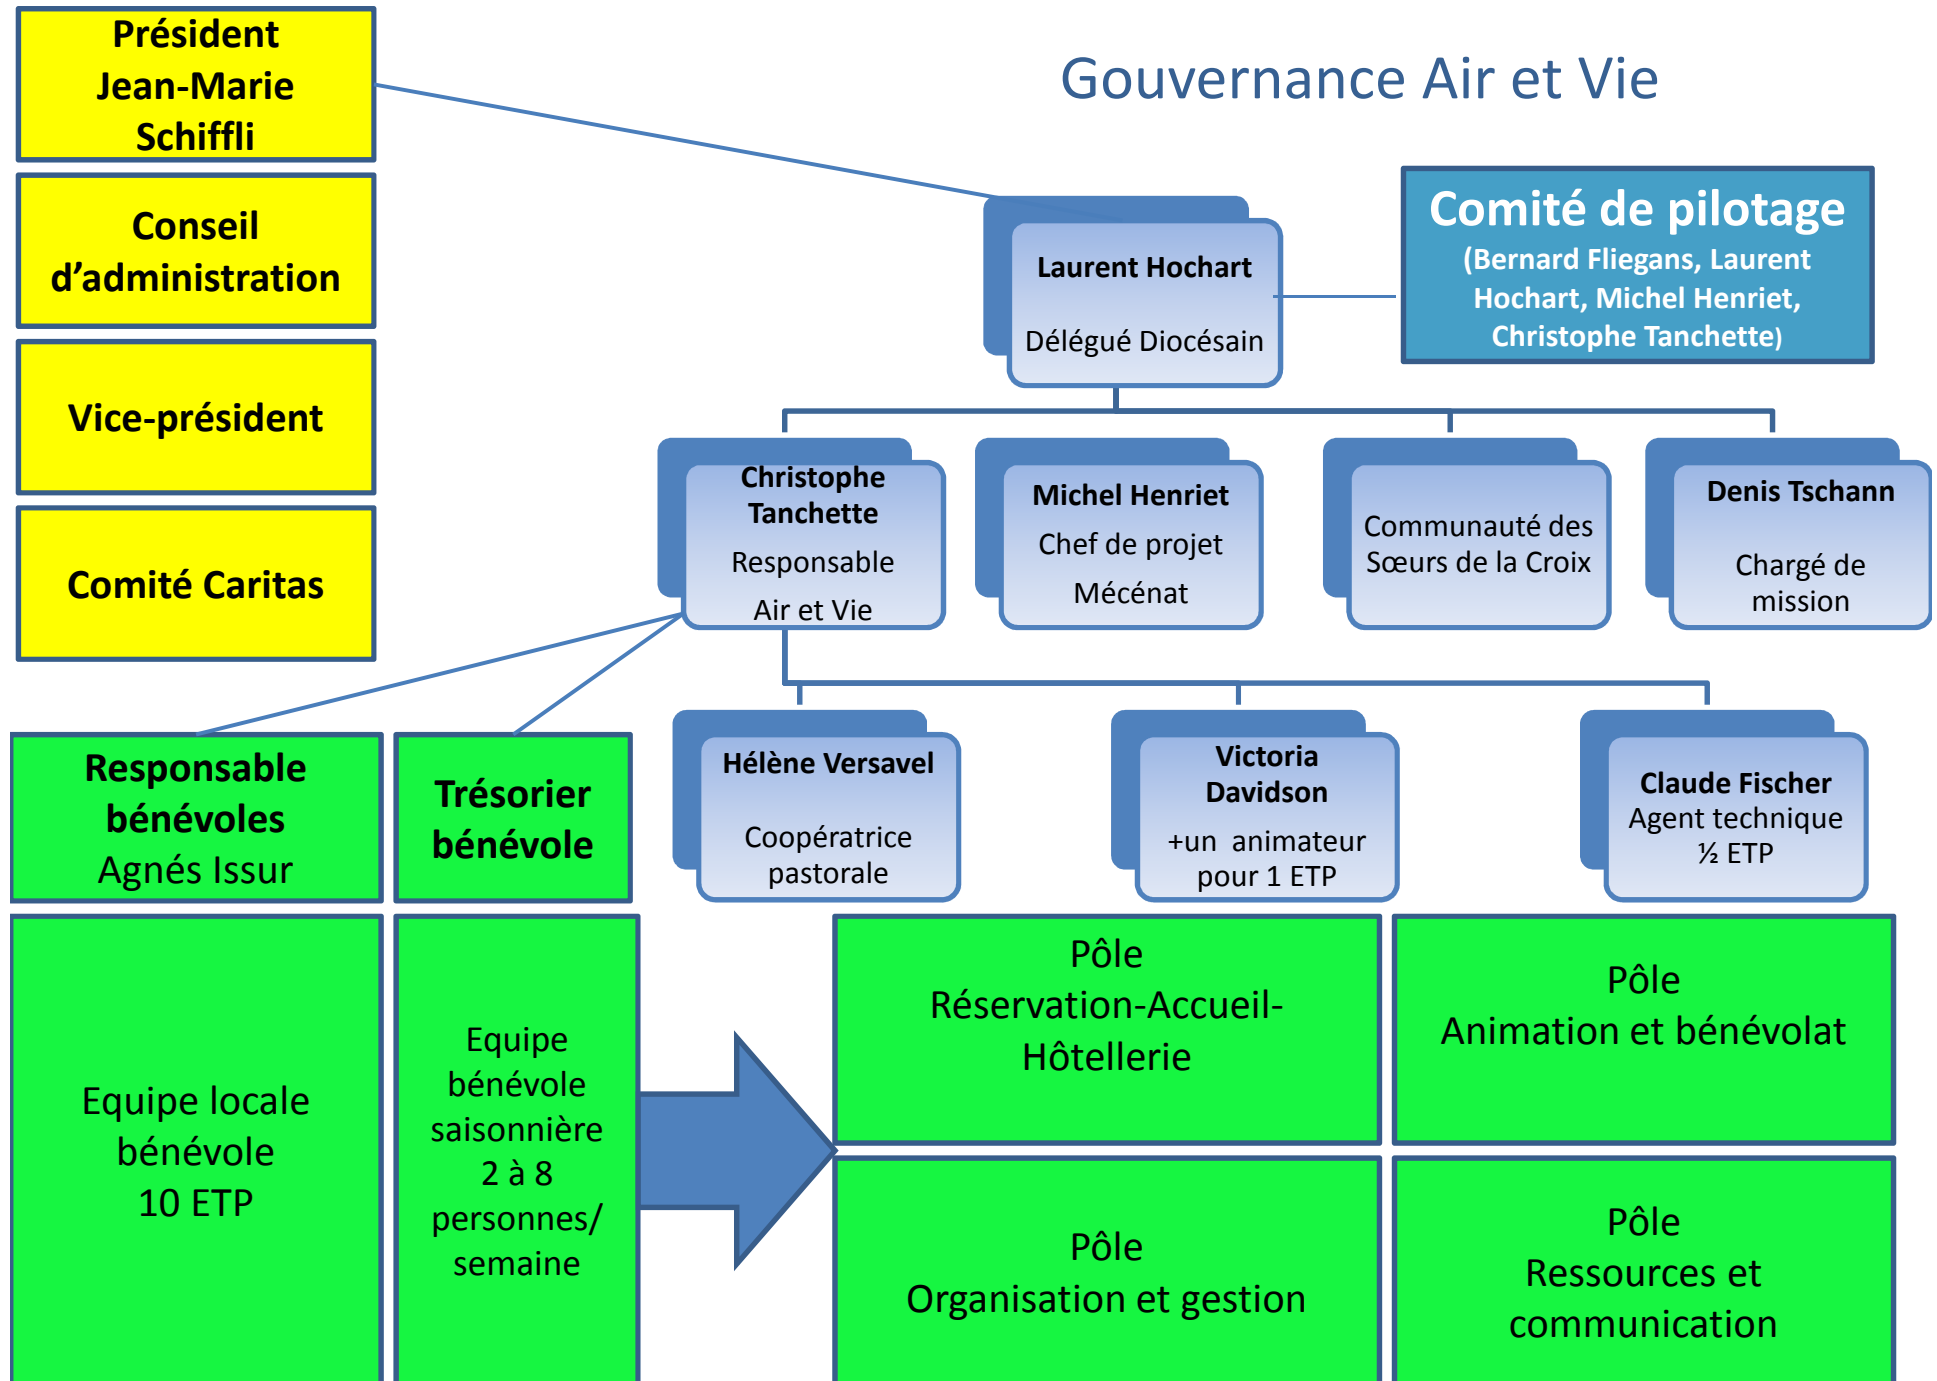 Président
Jean-Marie
Schiffli
Gouvernance Air et Vie
Conseil
d’administration
Vice-président
Comité Caritas
Laurent Hochart
Délégué Diocésain
Comité de pilotage
(Bernard Fliegans, Laurent
Hochart, Michel Henriet,
Christophe Tanchette)
Christophe
Tanchette
Responsable
Air et Vie
Michel Henriet
Chef de projet
Mécénat
Communauté des
Sœurs de la Croix
Denis Tschann
Chargé de
mission
Responsable
bénévoles
Agnés Issur
Trésorier
bénévole
Hélène Versavel
Coopératrice
pastorale
Victoria
Davidson
+un animateur
pour 1 ETP
Claude Fischer
Agent technique
½ ETP
Equipe locale
bénévole
10 ETP
Equipe
bénévole
saisonnière
2 à 8
personnes/
semaine
Pôle
Réservation-Accueil-
Hôtellerie
Pôle
Animation et bénévolat
Pôle
Organisation et gestion
Pôle
Ressources et
communication